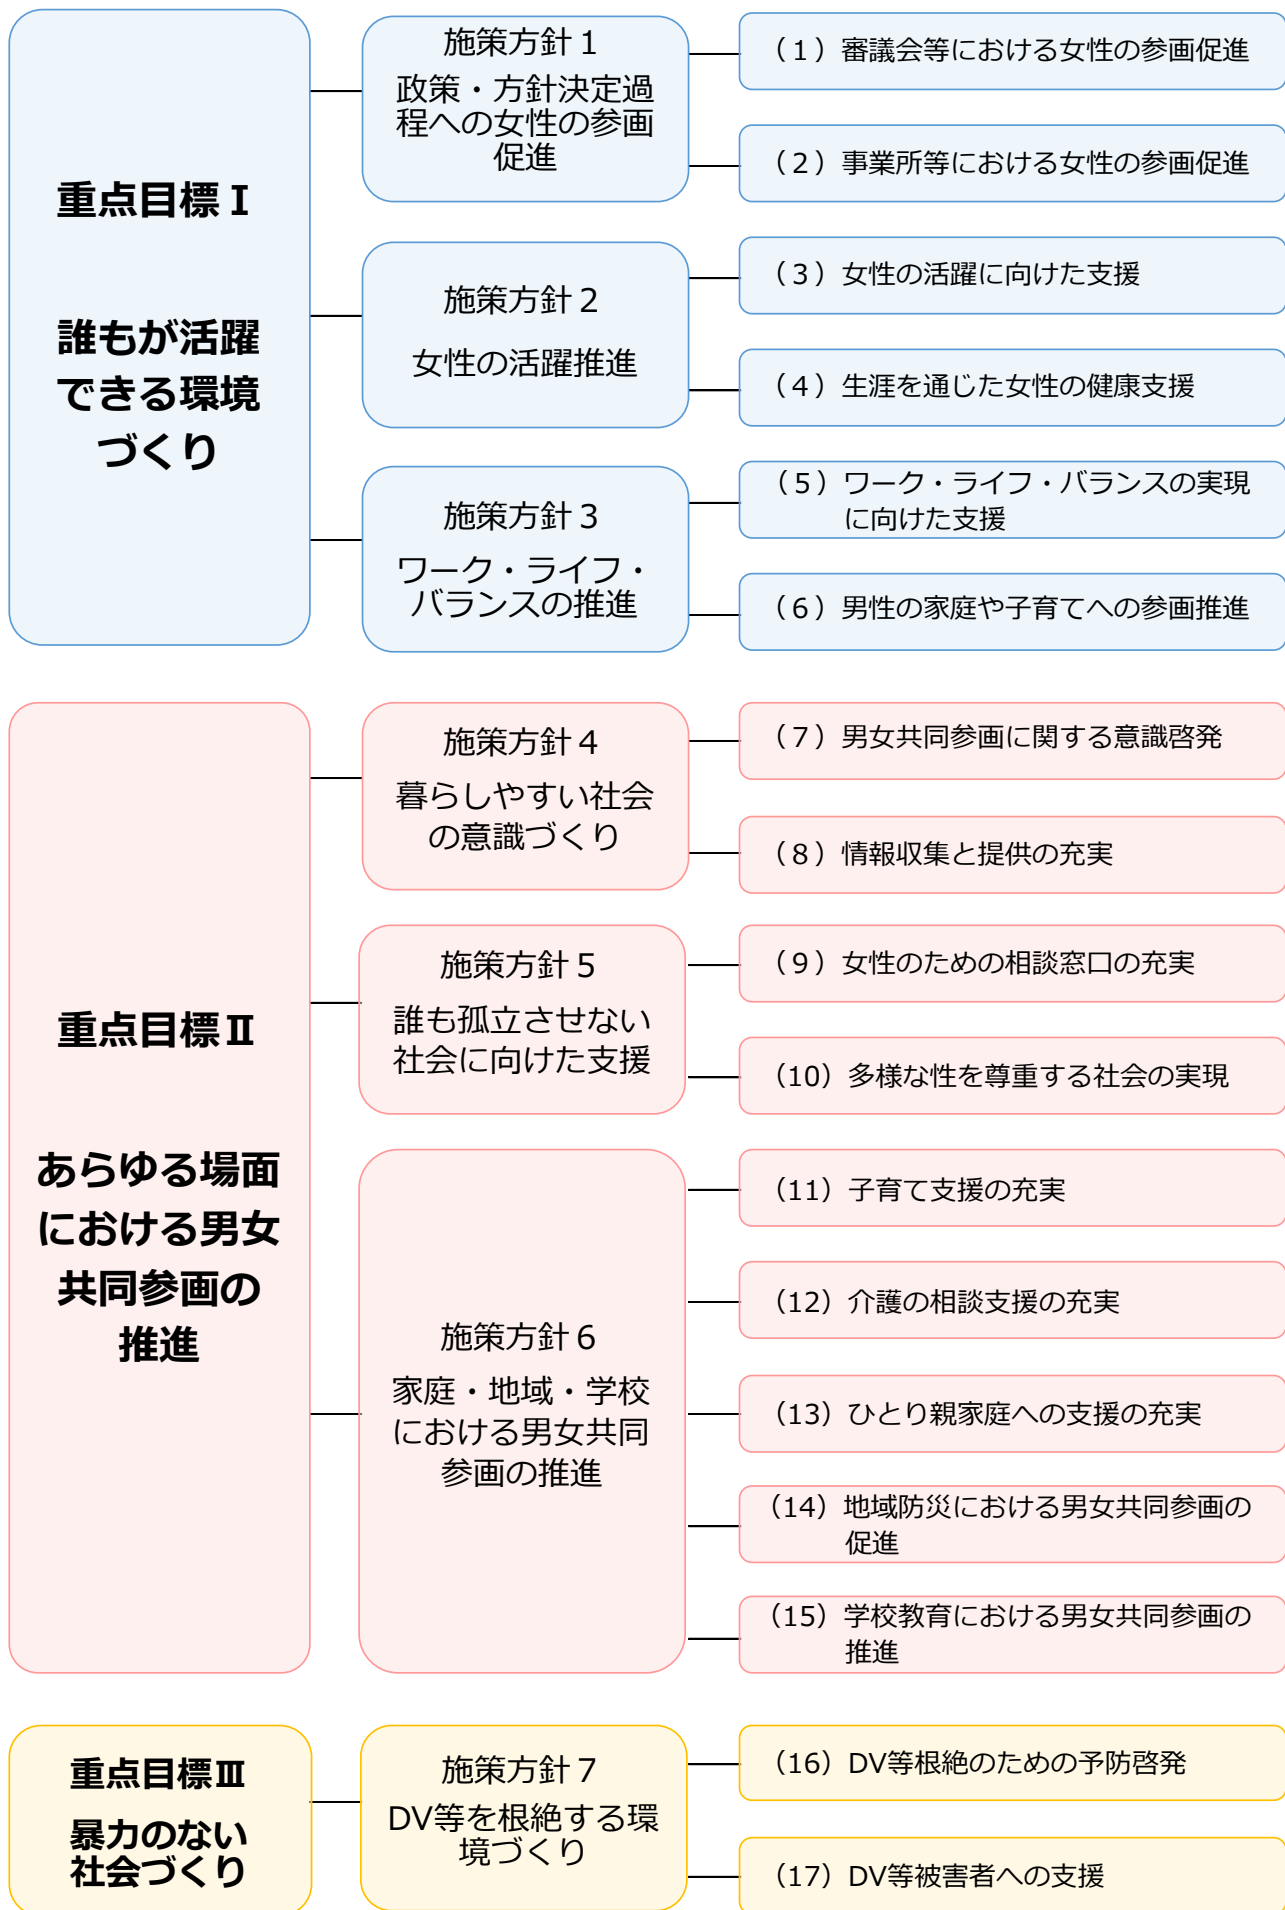 重点目標Ⅰ
誰もが活躍
できる環境
づくり
施策方針１
政策・方針決定過
程への女性の参画
促進
（１）審議会等における女性の参画促進
（２）事業所等における女性の参画促進
施策方針２
女性の活躍推進
（３）女性の活躍に向けた支援
（４）生涯を通じた女性の健康支援
施策方針３
ワーク・ライフ・
バランスの推進
（５）ワーク・ライフ・バランスの実現
に向けた支援
（６）男性の家庭や子育てへの参画推進
重点目標Ⅱ
あらゆる場面
における男女
共同参画の
推進
施策方針４
暮らしやすい社会
の意識づくり
（７）男女共同参画に関する意識啓発
（８）情報収集と提供の充実
施策方針５
誰も孤立させない
社会に向けた支援
（９）女性のための相談窓口の充実
（10）多様な性を尊重する社会の実現
施策方針６
家庭・地域・学校
における男女共同
参画の推進
（11）子育て支援の充実
（12）介護の相談支援の充実
（13）ひとり親家庭への支援の充実
（14）地域防災における男女共同参画の
促進
（15）学校教育における男女共同参画の
推進
重点目標Ⅲ
暴力のない
社会づくり
施策方針７
DV等を根絶する環
境づくり
（16）DV等根絶のための予防啓発
（17）DV等被害者への支援